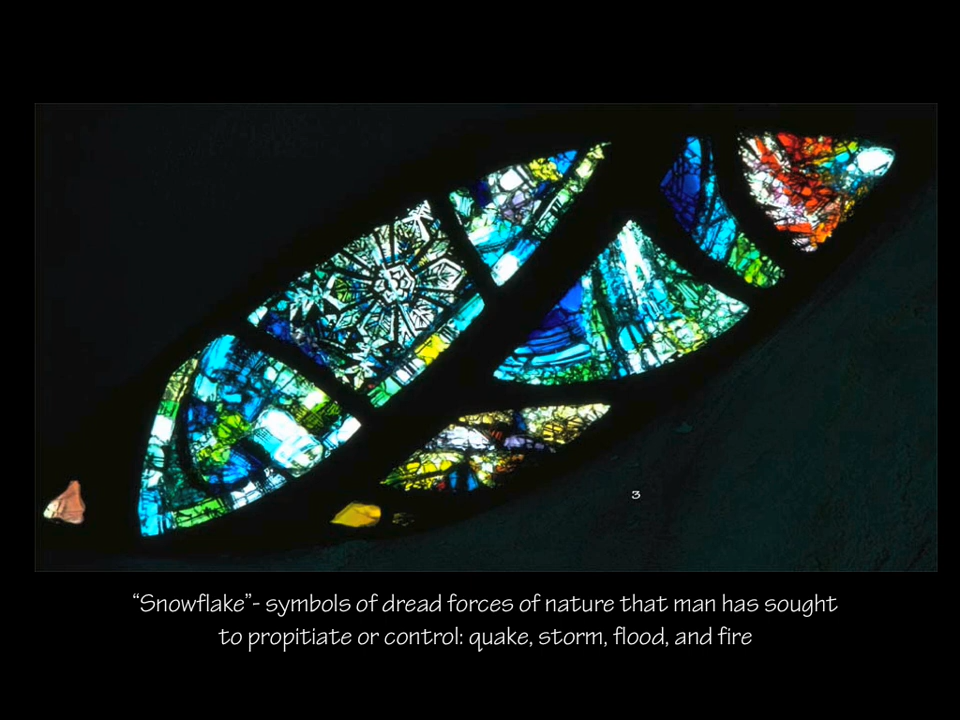 3
“Snowflake”- symbols of dread forces of nature that man has sought
to propitiate or control: quake, storm, flood, and fire